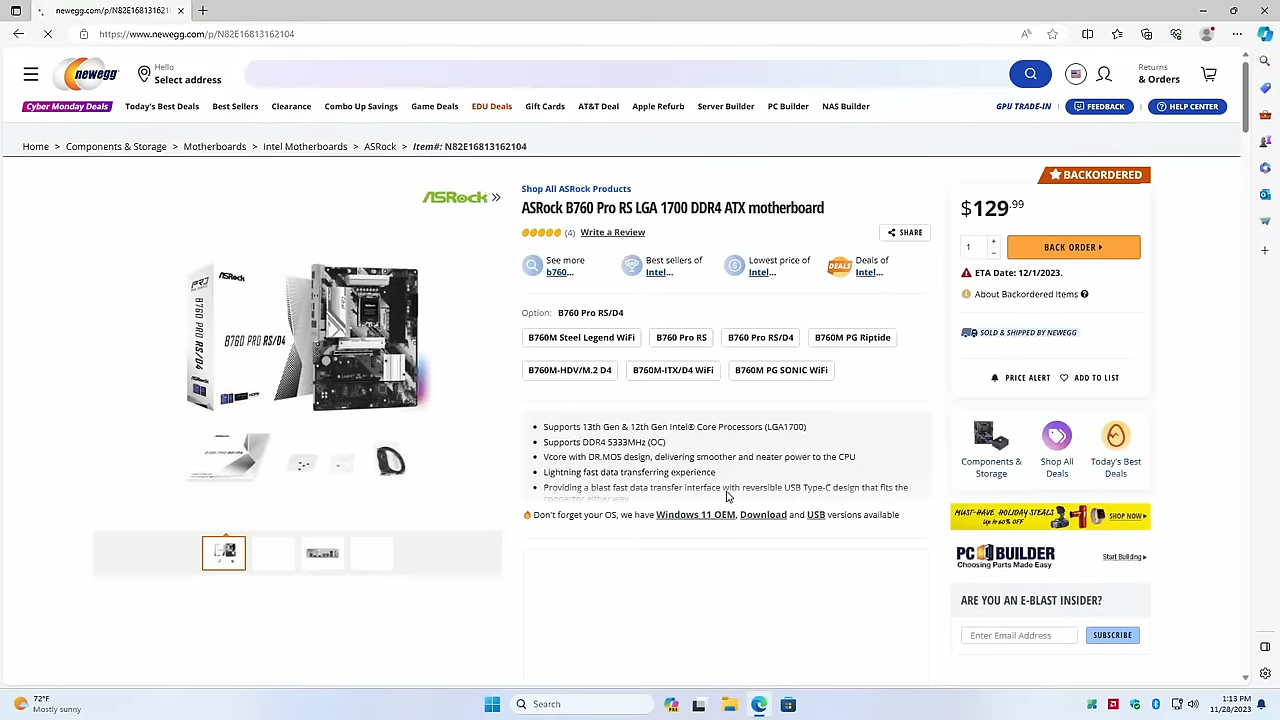 newegg.com/p/N82E1681316210
https://www.newegg.com/p/N82E16813162104
newegg
Hello
Select address
Returns
& Orders
Cyber Monday Deals Today's Best Deals Best Sellers Clearance Combo Up Savings Game Deals EDU Deals Gift Cards AT&T Deal Apple Refurb Server Builder PC Builder NAS Builder GPU TRADE-IN FEEDBACK HELP CENTER
Home > Components & Storage > Motherboards > Intel Motherboards > ASRock > Item#: N82E16813162104
ASRock
Shop All ASRock Products
ASRock B760 Pro RS LGA 1700 DDR4 ATX motherboard
(4) Write a Review
SHARE
See more b760...
Best sellers of Intel...
Lowest price of Intel...
DEALS
Deals of Intel...
Option: B760 Pro RS/D4
B760M Steel Legend WiFi B760 Pro RS B760 Pro RS/D4 B760M PG Riptide
B760M-HDV/M.2 D4 B760M-ITX/D4 WiFi B760M PG SONIC WiFi
ASRock
B760 PRO RS/D4
B760 PRO RS/D4
Supports 13th Gen & 12th Gen Intel® Core Processors (LGA1700)
Supports DDR4 5333MHz (OC)
Vcore with DR.MOS design, delivering smoother and neater power to the CPU
Lightning fast data transferring experience
Providing a blast fast data transfer interface with reversible USB Type-C design that fits the
connector either way
Don't forget your OS, we have Windows 11 OEM, Download and USB versions available
BACKORDERED
$129.99
1
+
−
BACK ORDER
ETA Date: 12/1/2023.
About Backordered Items
SOLD & SHIPPED BY NEWEGG
PRICE ALERT ADD TO LIST
Components & Storage
Shop All Deals
Today's Best Deals
MUST-HAVE HOLIDAY STEALS
Up to 60% OFF
SHOP NOW
PC BUILDER
Choosing Parts Made Easy
Start Building
ARE YOU AN E-BLAST INSIDER?
Enter Email Address
SUBSCRIBE
72°F
Mostly sunny
Search
1:13 PM
11/28/2023